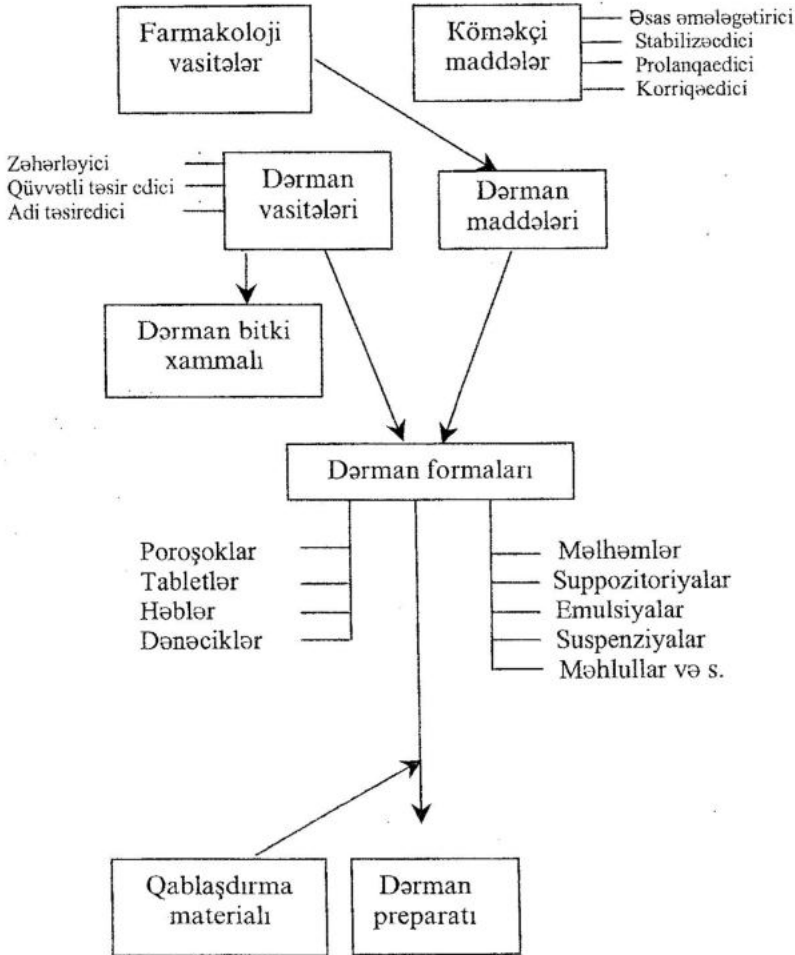 Farmakoloji
vasitələr
Köməkçi
maddələr
Əsas əmələgətirici
Stabilizəedici
Prolanqaedici
Korriqəedici
Zəhərləyici
Qüvvətli təsir edici
Adi təsiredici
Dərman
vasitələri
Dərman
maddələri
Dərman bitki
xammalı
Dərman formaları
Poroşoklar
Tabletlər
Həblər
Dənəciklər
Məlhəmlər
Suppozitoriyalar
Emulsiyalar
Suspenziyalar
Məhlullar və s.
Qablaşdırma
materialı
Dərman
preparatı